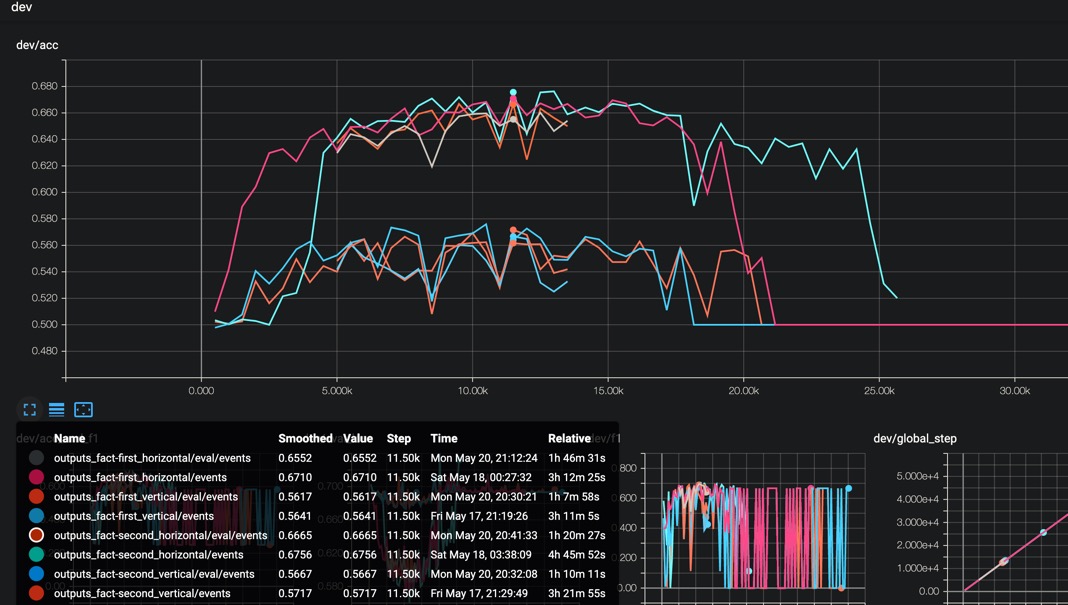 dev
dev/acc
0.680
0.660
0.640
0.620
0.600
0.580
0.560
0.540
0.520
0.500
0.480
0.000 5.000k 10.00k 15.00k 20.00k 25.00k 30.00k
Name Smoothed Value Step Time Relative
outputs_fact-first_horizontal/eval/events 0.6552 0.6552 11.50k Mon May 20, 21:12:24 1h 46m 31s
outputs_fact-first_horizontal/events 0.6710 0.6710 11.50k Sat May 18, 00:27:32 3h 12m 25s
outputs_fact-first_vertical/eval/events 0.5617 0.5617 11.50k Mon May 20, 20:30:21 1h 7m 58s
outputs_fact-first_vertical/events 0.5641 0.5641 11.50k Fri May 17, 21:19:26 3h 11m 5s
outputs_fact-second_horizontal/eval/events 0.6665 0.6665 11.50k Mon May 20, 20:41:33 1h 20m 27s
outputs_fact-second_horizontal/events 0.6756 0.6756 11.50k Sat May 18, 03:38:09 4h 45m 52s
outputs_fact-second_vertical/eval/events 0.5667 0.5667 11.50k Mon May 20, 20:32:08 1h 10m 11s
outputs_fact-second_vertical/events 0.5717 0.5717 11.50k Fri May 17, 21:29:49 3h 21m 55s
0.800
0.600
0.400
0.200
0.00
dev/global_step
5.000e+4
4.000e+4
3.000e+4
2.000e+4
1.000e+4
0.00